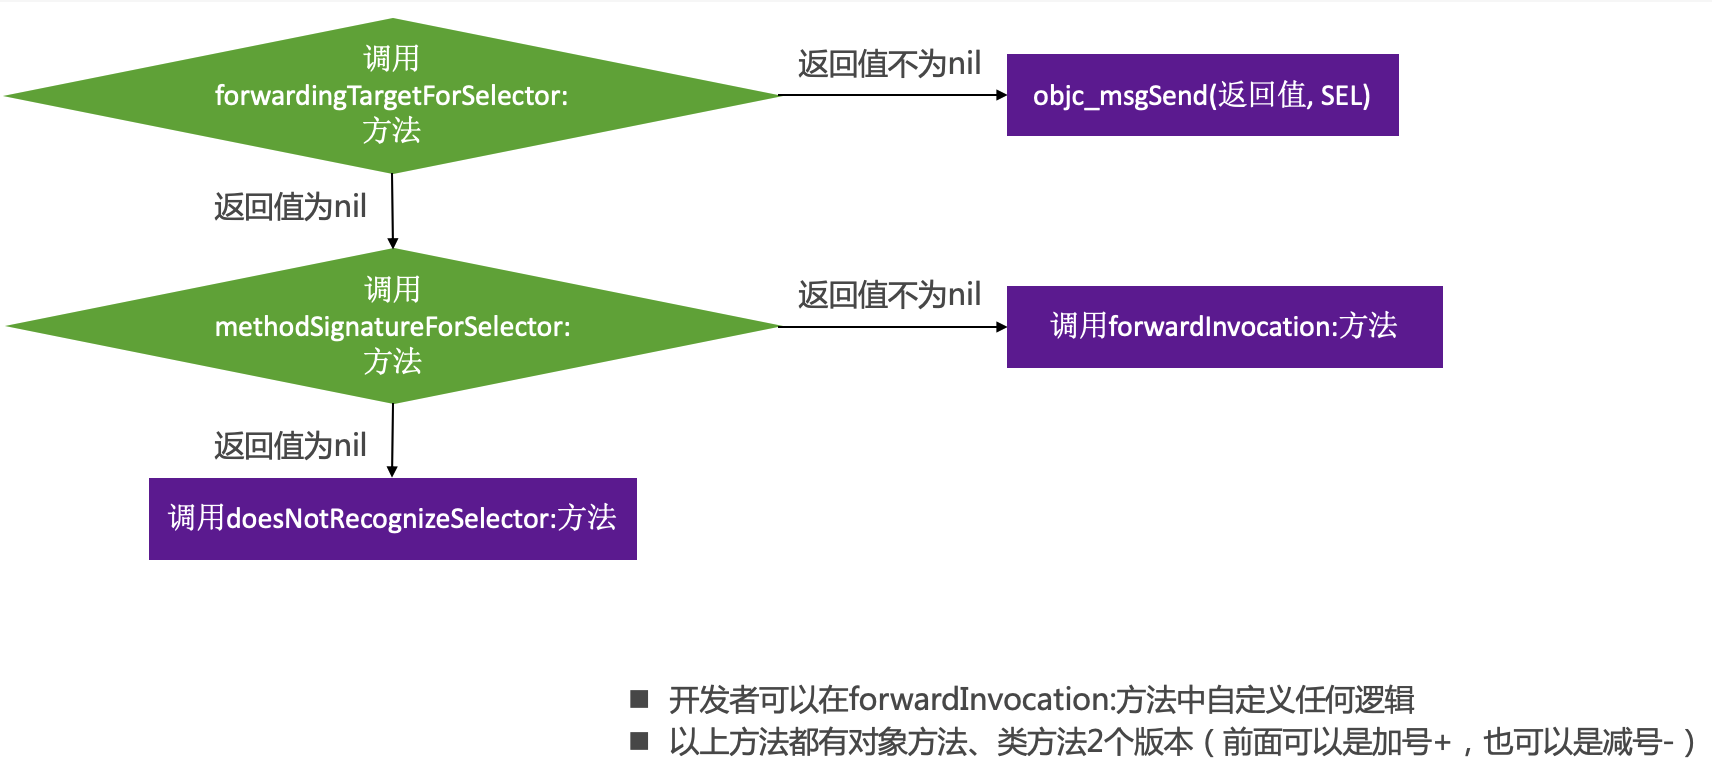 调用
forwardingTargetForSelector:
方法
返回值不为nil
objc_msgSend(返回值, SEL)
返回值为nil
调用
methodSignatureForSelector:
方法
返回值不为nil
调用forwardInvocation:方法
返回值为nil
调用doesNotRecognizeSelector:方法
■ 开发者可以在forwardInvocation:方法中自定义任何逻辑
■ 以上方法都有对象方法、类方法2个版本（前面可以是加号+，也可以是减号-）